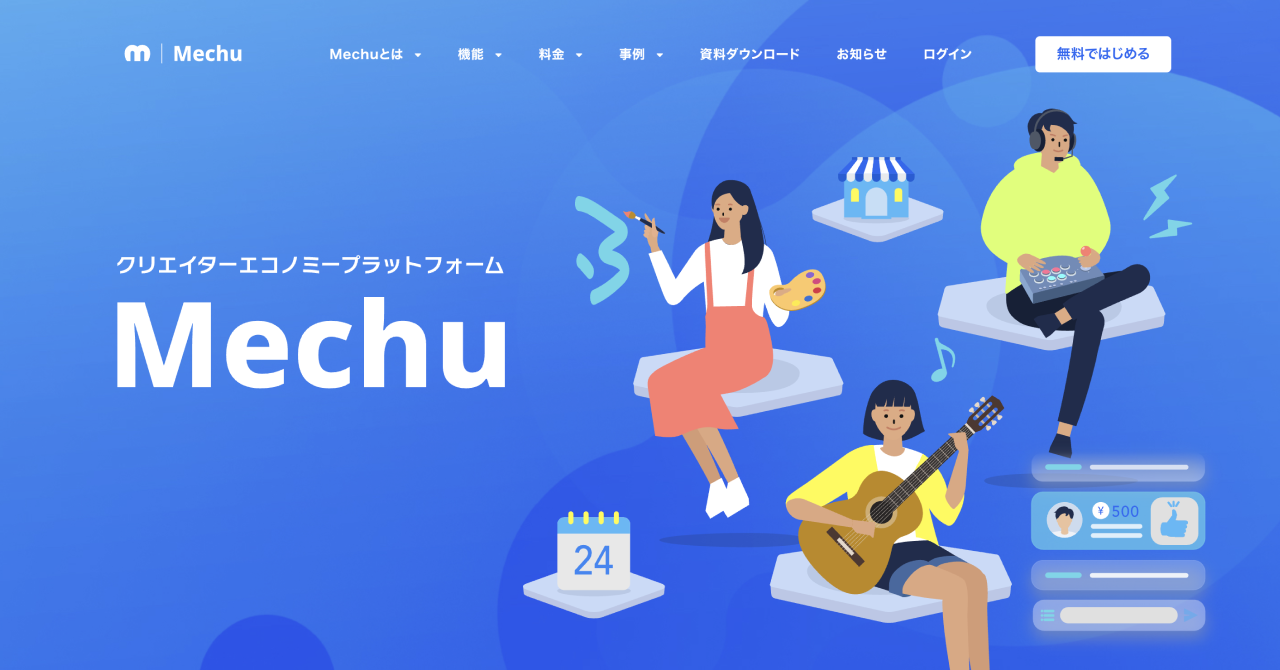 m | Mechu
Mechuとは
機能
料金
事例
資料ダウンロード
お知らせ
ログイン
無料ではじめる
クリエイターエコノミープラットフォーム
Mechu
24
¥ 500